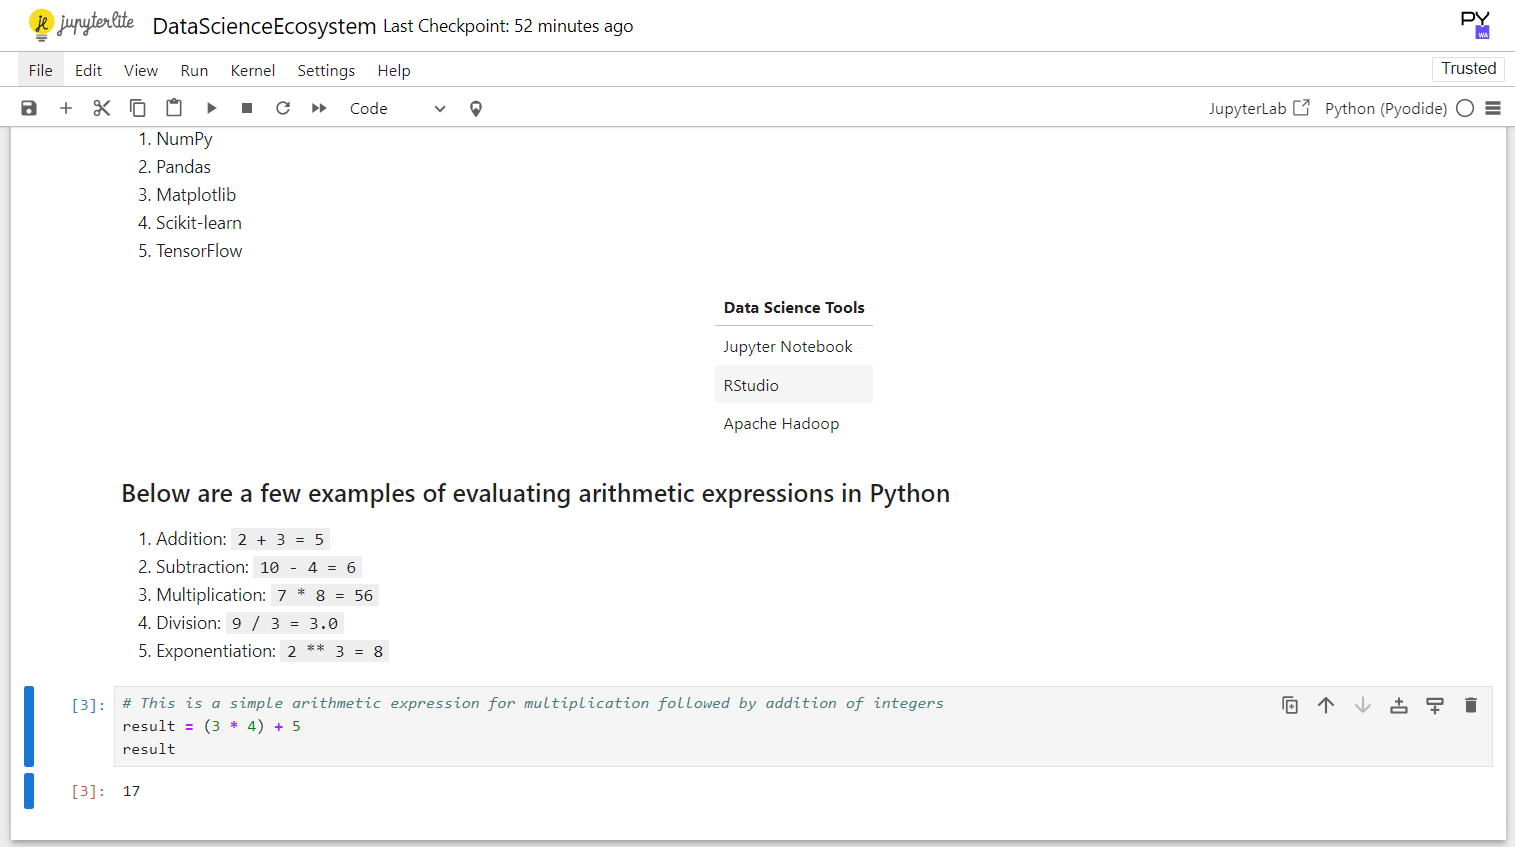 jl jupyterlite DataScienceEcosystem Last Checkpoint: 52 minutes ago PY WA
File Edit View Run Kernel Settings Help Trusted
Code JupyterLab Python (Pyodide)
1. NumPy
2. Pandas
3. Matplotlib
4. Scikit-learn
5. TensorFlow
Data Science Tools
Jupyter Notebook
RStudio
Apache Hadoop
Below are a few examples of evaluating arithmetic expressions in Python
1. Addition: 2 + 3 = 5
2. Subtraction: 10 - 4 = 6
3. Multiplication: 7 * 8 = 56
4. Division: 9 / 3 = 3.0
5. Exponentiation: 2 ** 3 = 8
[3]: # This is a simple arithmetic expression for multiplication followed by addition of integers
result = (3 * 4) + 5
result
[3]: 17